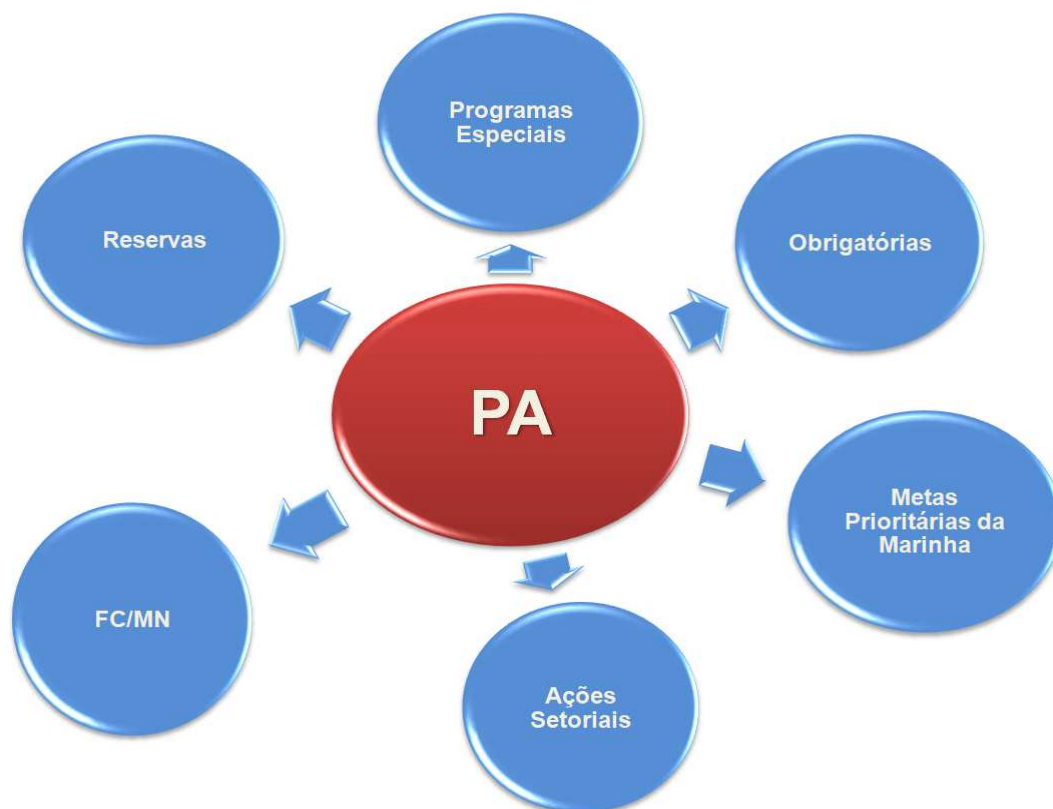 Programas
Especiais
Reservas
Obrigatórias
PA
Metas
Prioritárias da
Marinha
FC/MN
Ações
Setoriais